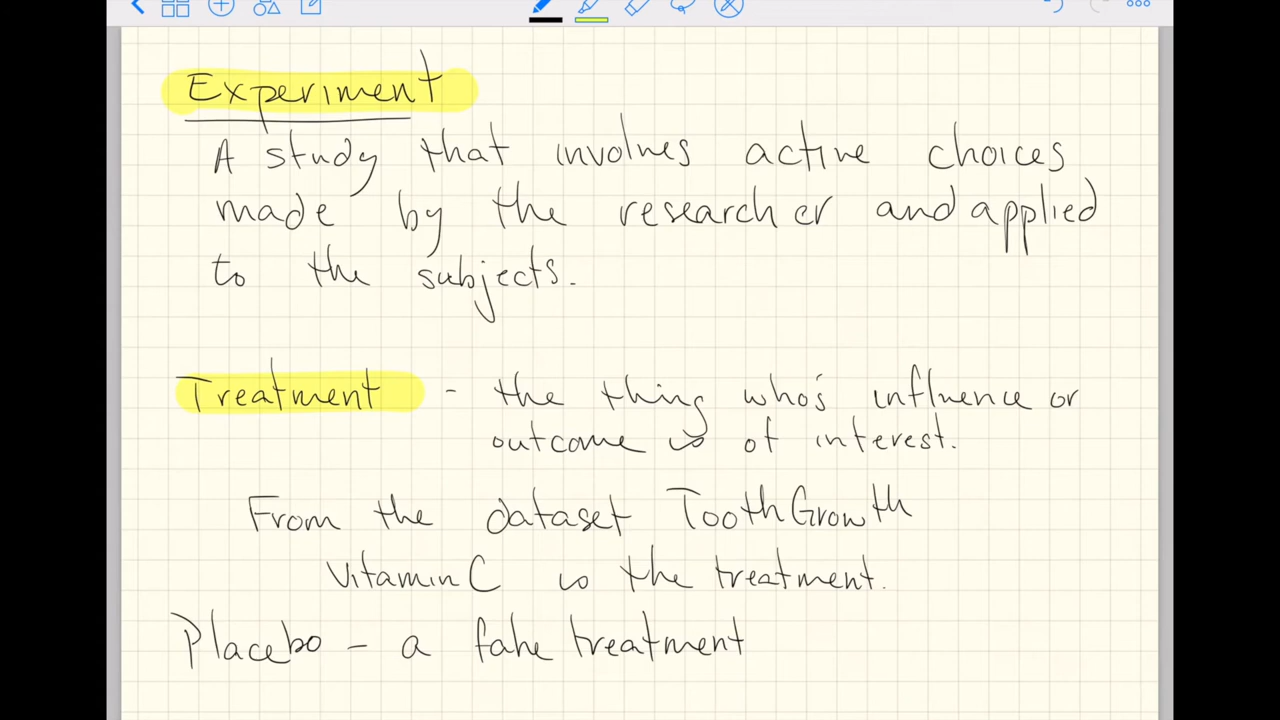 Experiment
A study that involves active choices
made by the researcher and applied
to the subjects.
Treatment - the thing who's influence or
outcome is of interest.
From the dataset ToothGrowth
Vitamin C is the treatment.
Placebo - a fake treatment